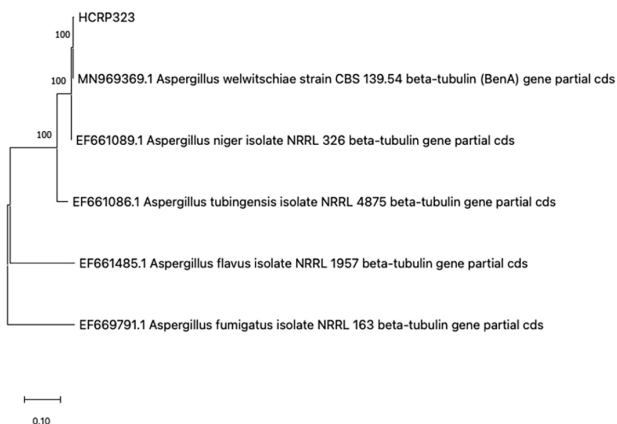 HCRP323
100
MN969369.1 Aspergillus welwitschiae strain CBS 139.54 beta-tubulin (BenA) gene partial cds
100
EF661089.1 Aspergillus niger isolate NRRL 326 beta-tubulin gene partial cds
100
EF661086.1 Aspergillus tubingensis isolate NRRL 4875 beta-tubulin gene partial cds
EF661485.1 Aspergillus flavus isolate NRRL 1957 beta-tubulin gene partial cds
EF669791.1 Aspergillus fumigatus isolate NRRL 163 beta-tubulin gene partial cds
0.10